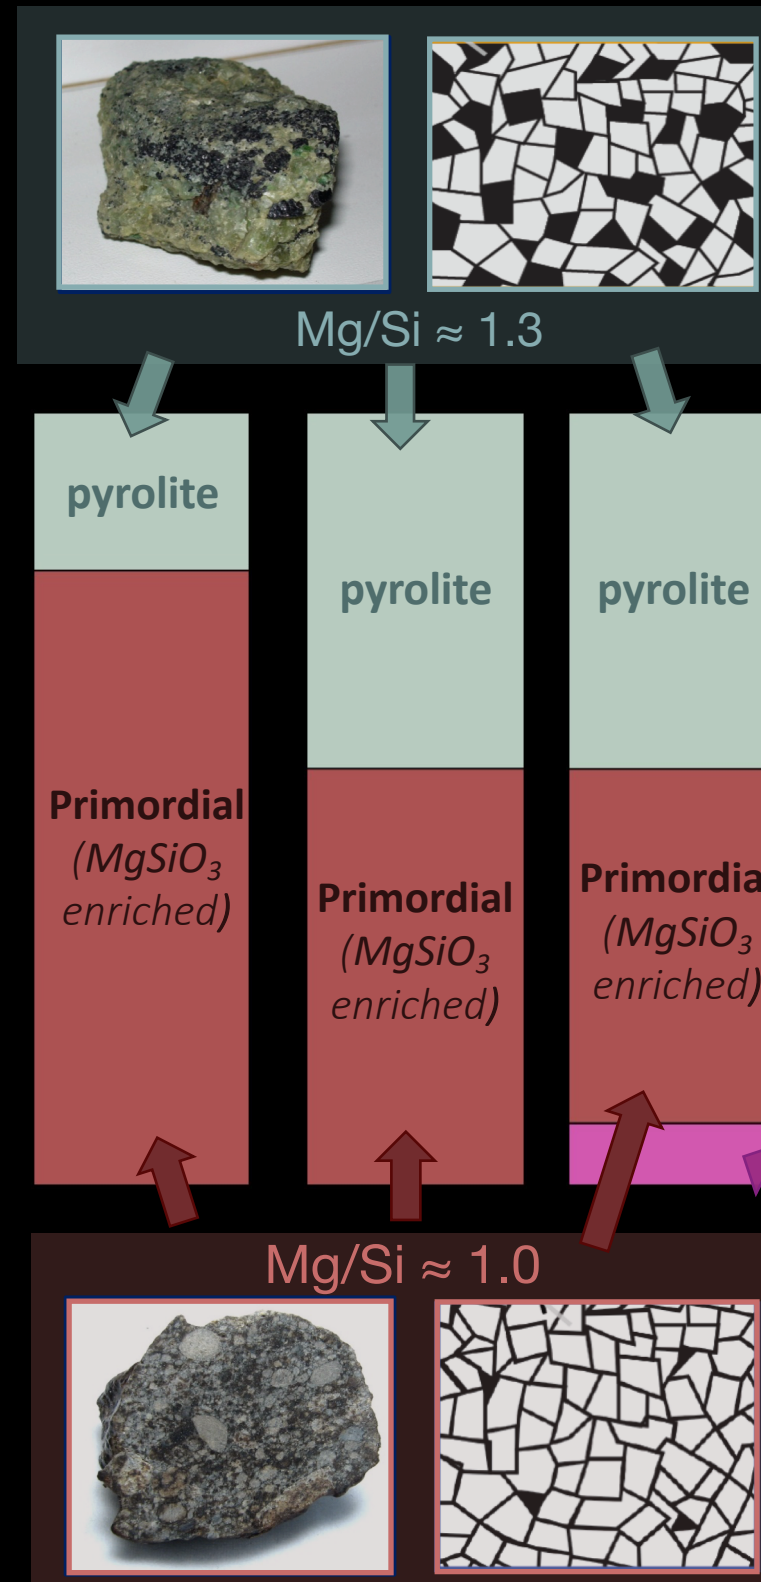 Mg/Si ≈ 1.3
pyrolite
Primordial
(MgSiO₃
enriched)
pyrolite
Primordial
(MgSiO₃
enriched)
pyrolite
Primordia
(MgSiO₃
enriched)
Mg/Si ≈ 1.0